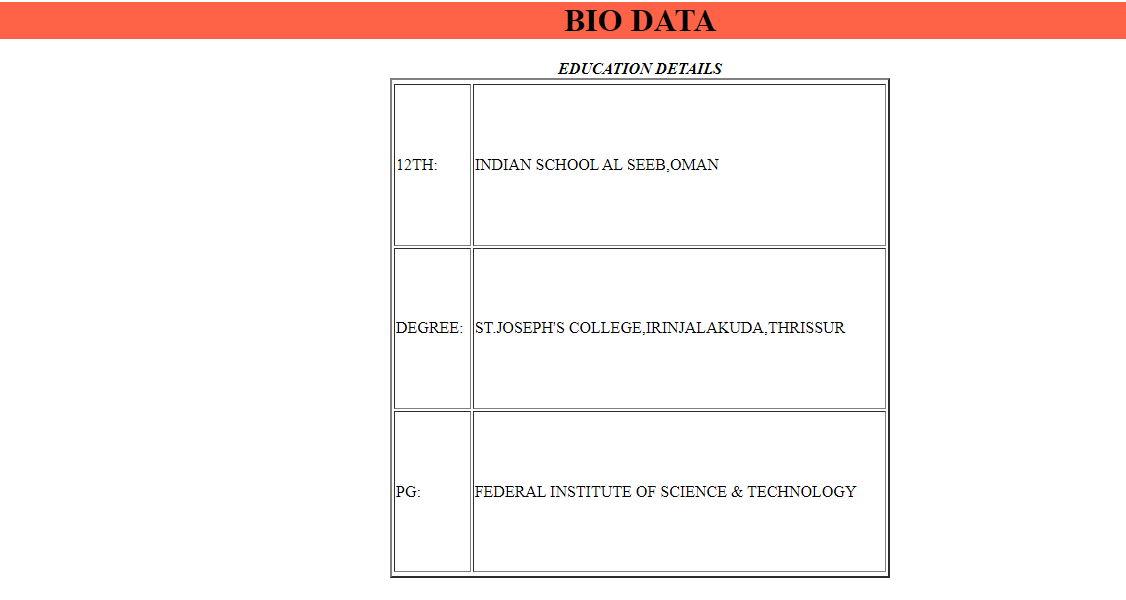 BIO DATA
EDUCATION DETAILS
12TH: INDIAN SCHOOL AL SEEB,OMAN
DEGREE: ST.JOSEPH'S COLLEGE,IRINJALAKUDA,THRISSUR
PG: FEDERAL INSTITUTE OF SCIENCE & TECHNOLOGY